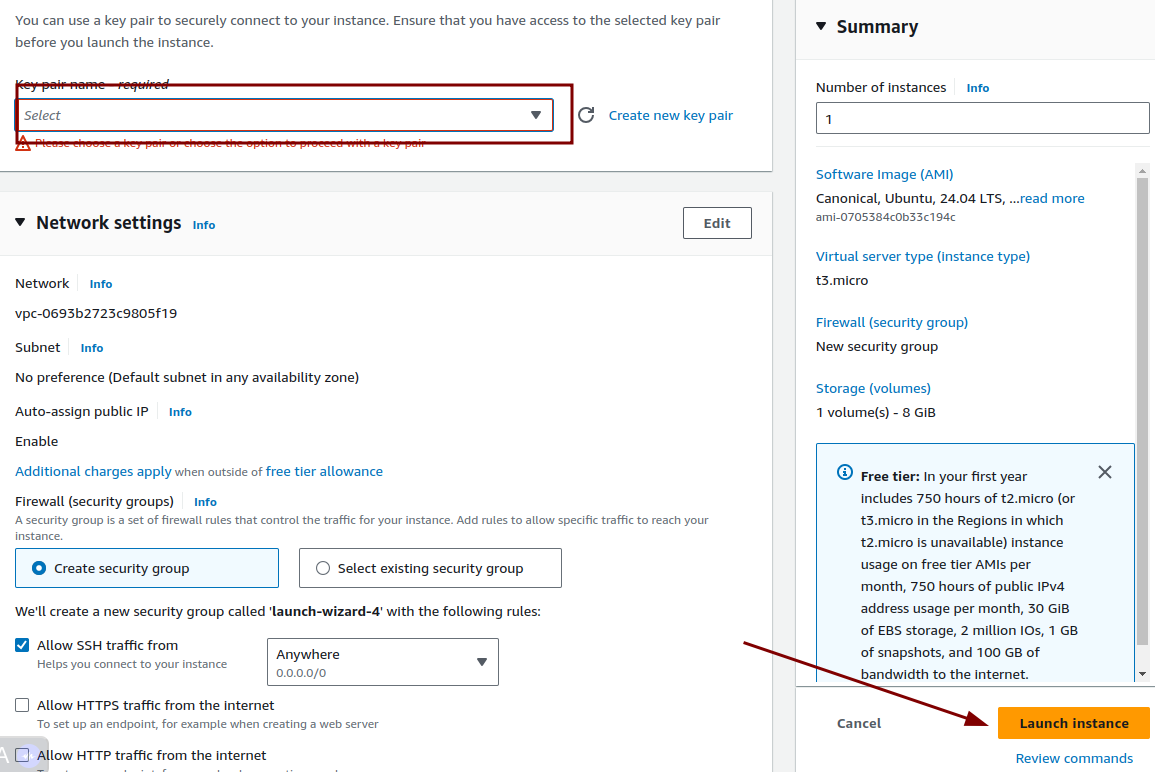 You can use a key pair to securely connect to your instance. Ensure that you have access to the selected key pair
before you launch the instance.
Key pair name - required
Select
Create new key pair
Please choose a key pair or choose the option to proceed with a key pair
Network settings Info
Edit
Network Info
vpc-0693b2723c9805f19
Subnet Info
No preference (Default subnet in any availability zone)
Auto-assign public IP Info
Enable
Additional charges apply when outside of free tier allowance
Firewall (security groups) Info
A security group is a set of firewall rules that control the traffic for your instance. Add rules to allow specific traffic to reach your
instance.
Create security group
Select existing security group
We'll create a new security group called 'launch-wizard-4' with the following rules:
Allow SSH traffic from
Helps you connect to your instance
Anywhere
0.0.0.0/0
Allow HTTPS traffic from the internet
To set up an endpoint, for example when creating a web server
Allow HTTP traffic from the internet
Summary
Number of instances Info
1
Software Image (AMI)
Canonical, Ubuntu, 24.04 LTS, ...read more
ami-0705384c0b33c194c
Virtual server type (instance type)
t3.micro
Firewall (security group)
New security group
Storage (volumes)
1 volume(s) - 8 GiB
Free tier: In your first year
includes 750 hours of t2.micro (or
t3.micro in the Regions in which
t2.micro is unavailable) instance
usage on free tier AMIs per
month, 750 hours of public IPv4
address usage per month, 30 GiB
of EBS storage, 2 million IOs, 1 GB
of snapshots, and 100 GB of
bandwidth to the internet.
Cancel
Launch instance
Review commands